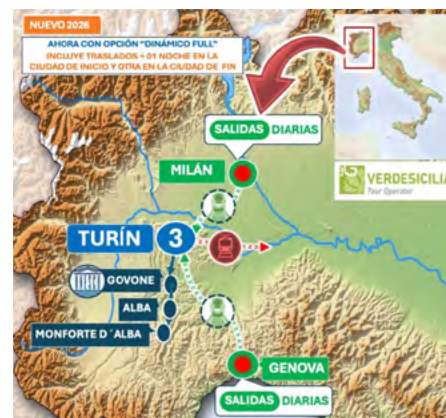 NUEVO 2026
AHORA CON OPCIÓN "DINÁMICO FULL"
INCLUYE TRASLADOS + 01 NOCHE EN LA
CIUDAD DE INICIO Y OTRA EN LA CIUDAD DE FIN
SALIDAS DIARIAS
MILÁN
VERDESICILIA
Tour Operator
TURÍN 3
GOVONE
ALBA
MONFORTE D´ALBA
GENOVA
SALIDAS DIARIAS